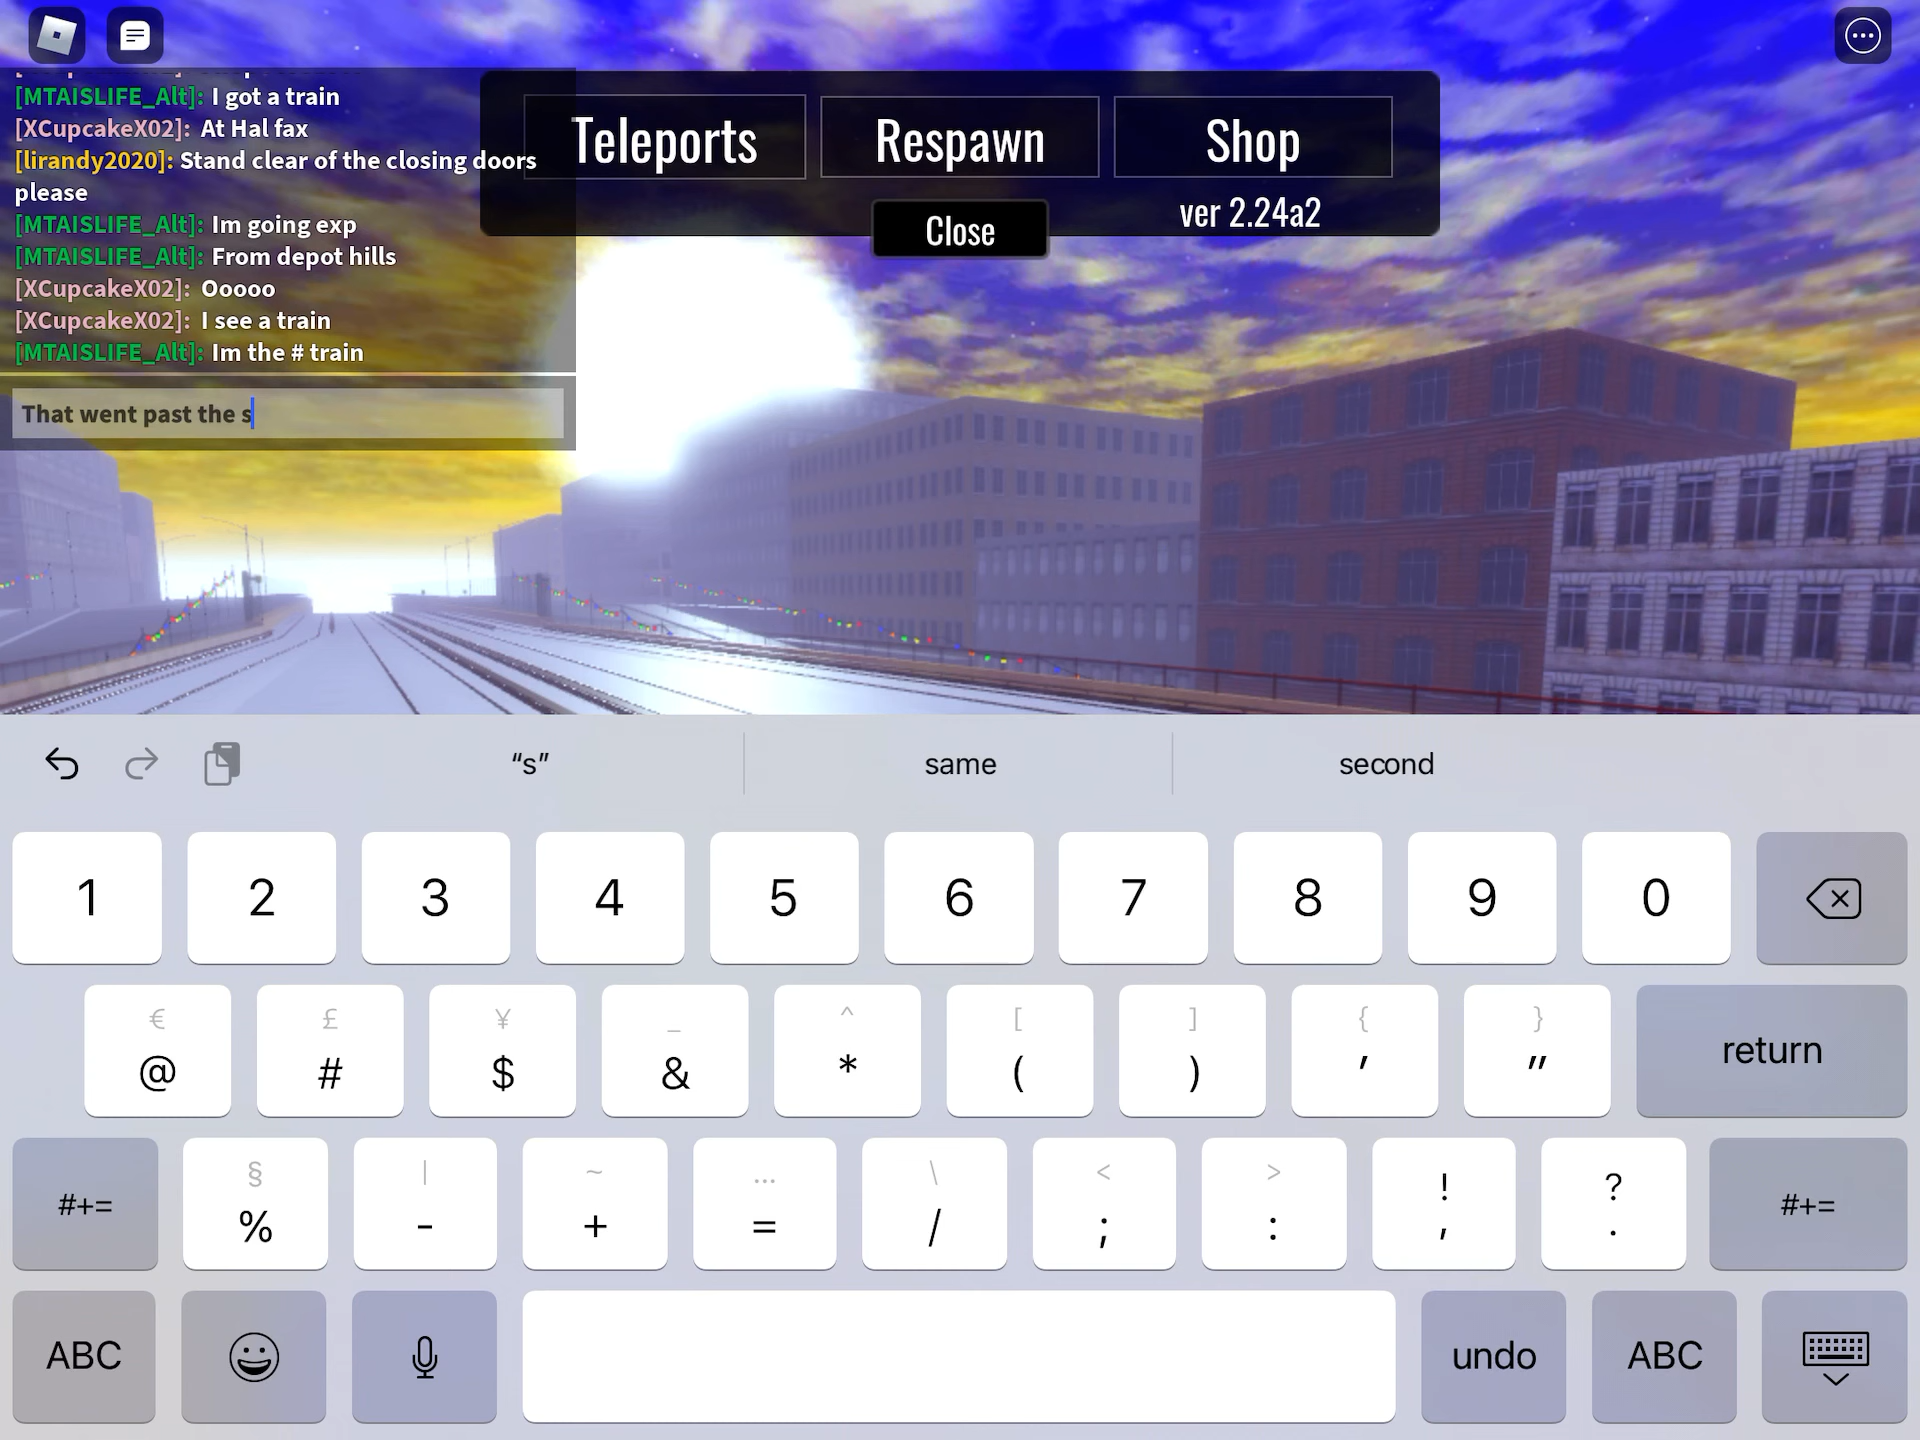 [MTAISLIFE_Alt]: I got a train
[XCupcakeX02]: At Hal fax
[lirandy2020]: Stand clear of the closing doors
please
[MTAISLIFE_Alt]: Im going exp
[MTAISLIFE_Alt]: From depot hills
[XCupcakeX02]: Ooooo
[XCupcakeX02]: I see a train
[MTAISLIFE_Alt]: Im the # train
That went past the s
Teleports
Respawn
Shop
Close
ver 2.24a2
“s”
same
second
1 2 3 4 5 6 7 8 9 0
€ £ ¥ _ ^ [ ] { }
@ # $ & * ( ) ' "
return
§ | ~ … \ < > ! ?
#+= % - + = / ; : , . #+=
ABC
undo
ABC